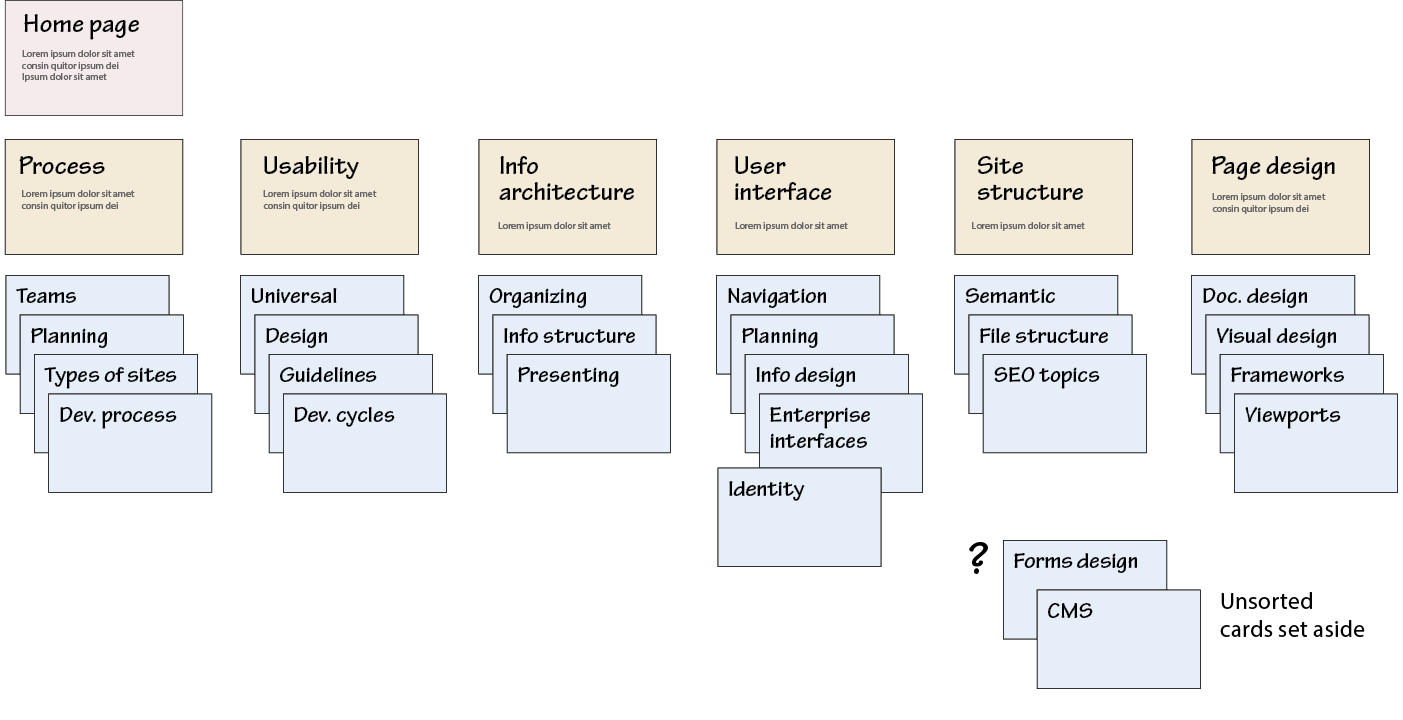 Home page
Lorem ipsum dolor sit amet
consin quitor ipsum dei
Ipsum dolor sit amet
Process
Lorem ipsum dolor sit amet
consin quitor ipsum dei
Usability
Lorem ipsum dolor sit amet
consin quitor ipsum dei
Info
architecture
Lorem ipsum dolor sit amet
User
interface
Lorem ipsum dolor sit amet
Site
structure
Lorem ipsum dolor sit amet
Page design
Lorem ipsum dolor sit amet
consin quitor ipsum dei
Teams
Planning
Types of sites
Dev. process
Universal
Design
Guidelines
Dev. cycles
Organizing
Info structure
Presenting
Navigation
Planning
Info design
Enterprise
interfaces
Identity
Semantic
File structure
SEO topics
Doc. design
Visual design
Frameworks
Viewports
?
Forms design
CMS
Unsorted
cards set aside